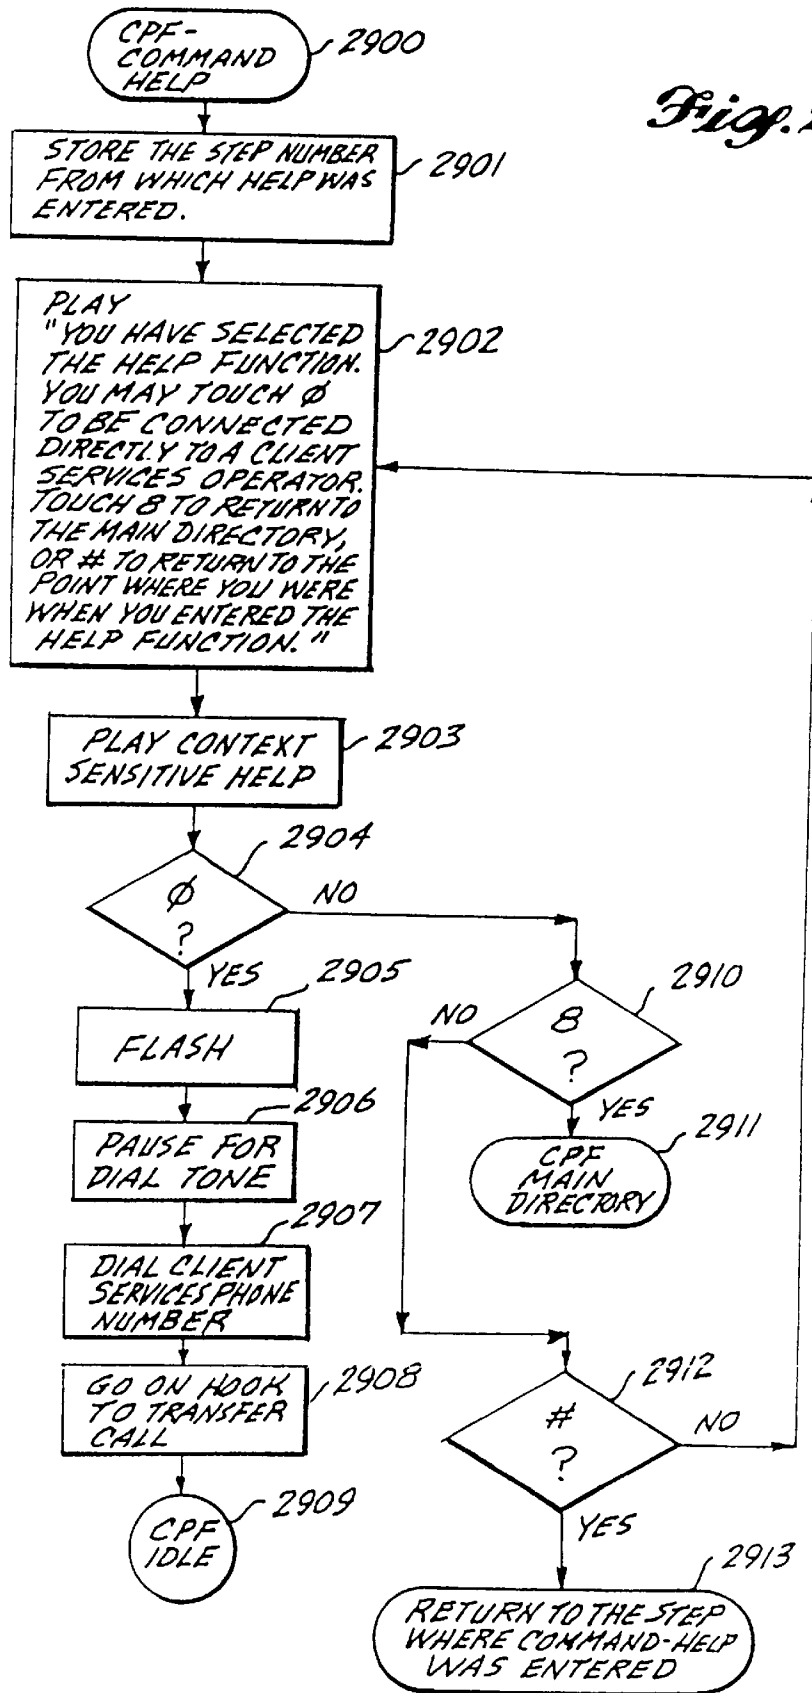 CPF-
COMMAND
HELP
2900
Fig.
STORE THE STEP NUMBER
FROM WHICH HELP WAS
ENTERED.
2901
PLAY
"YOU HAVE SELECTED
THE HELP FUNCTION.
YOU MAY TOUCH Ø
TO BE CONNECTED
DIRECTLY TO A CLIENT
SERVICES OPERATOR.
TOUCH 8 TO RETURN TO
THE MAIN DIRECTORY,
OR # TO RETURN TO THE
POINT WHERE YOU WERE
WHEN YOU ENTERED THE
HELP FUNCTION."
2902
PLAY CONTEXT
SENSITIVE HELP
2903
Ø
?
2904
NO
YES
FLASH
2905
PAUSE FOR
DIAL TONE
2906
DIAL CLIENT
SERVICES PHONE
NUMBER
2907
GO ON HOOK
TO TRANSFER
CALL
2908
CPF
IDLE
2909
8
?
2910
NO
YES
CPF
MAIN
DIRECTORY
2911
#
?
2912
NO
YES
RETURN TO THE STEP
WHERE COMMAND-HELP
WAS ENTERED
2913